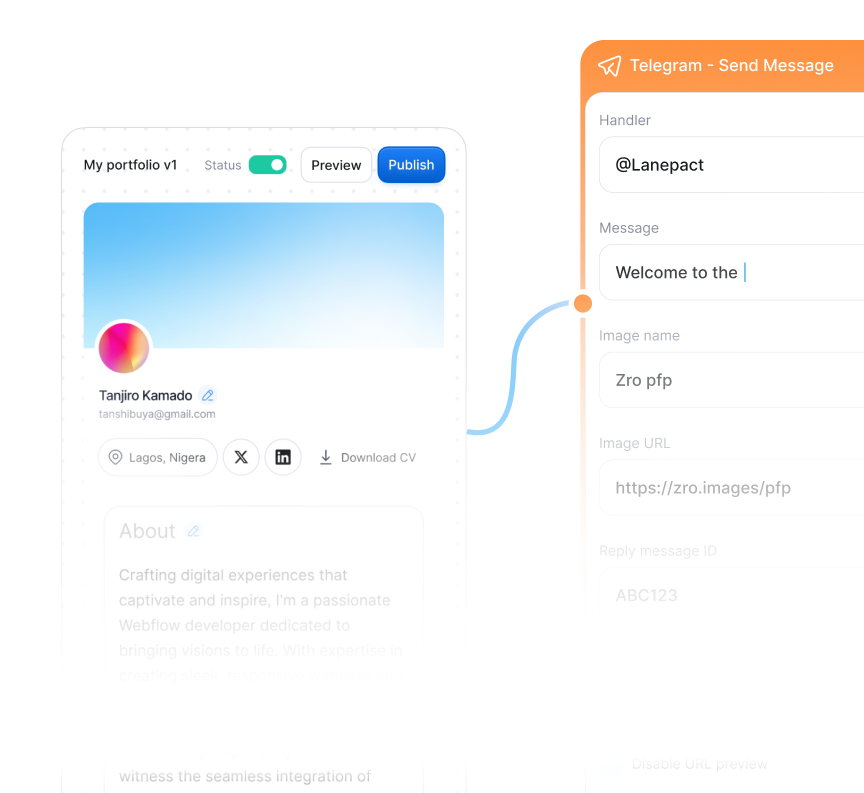 My portfolio v1
Status
Preview
Publish
Tanjiro Kamado
tanshibuya@gmail.com
Lagos, Nigera
X
in
Download CV
About
Crafting digital experiences that
captivate and inspire, I'm a passionate
Webflow developer dedicated to
bringing visions to life. With expertise in
creating
witness the seamless integration of
Telegram - Send Message
Handler
@Lanepact
Message
Welcome to the
Image name
Zro pfp
Image URL
https://zro.images/pfp
Reply message ID
ABC123
Disable URL preview